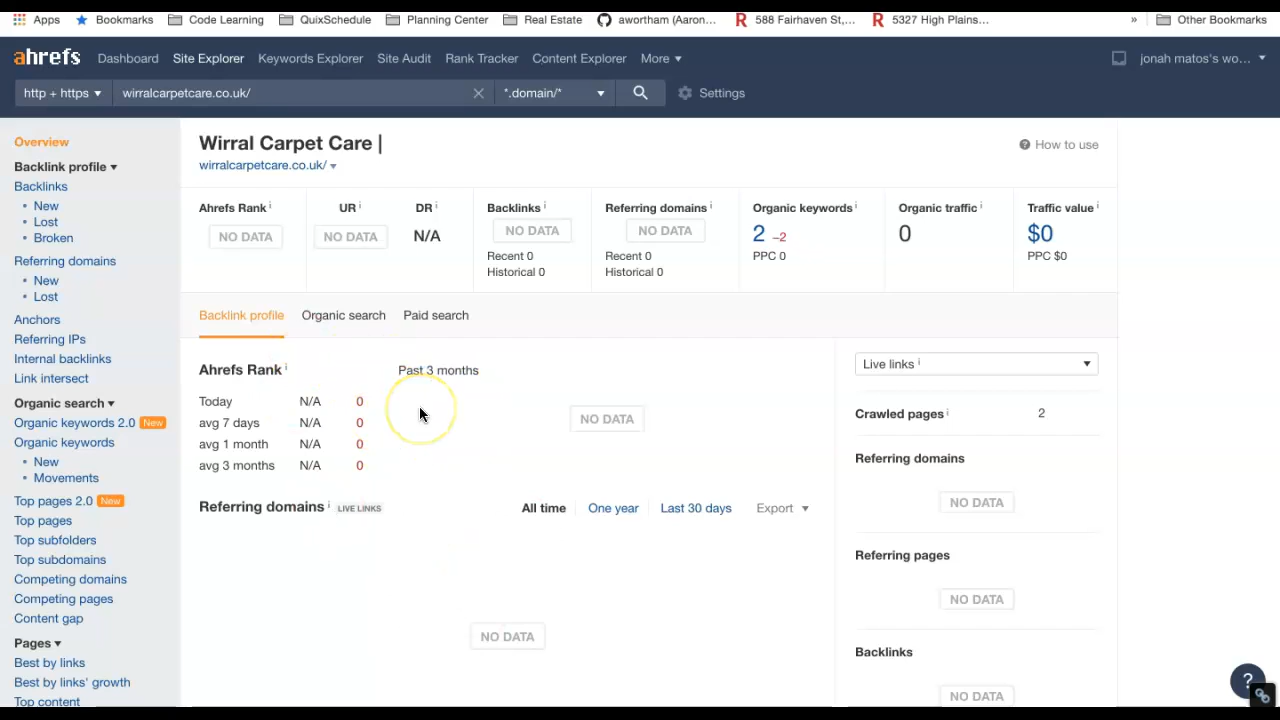 Apps Bookmarks Code Learning QuixSchedule Planning Center Real Estate awortham (Aaron... 588 Fairhaven St,... 5327 High Plains... » Other Bookmarks
ahrefs Dashboard Site Explorer Keywords Explorer Site Audit Rank Tracker Content Explorer More ▾ jonah matos's wo... ▾
http + https ▾ wirralcarpetcare.co.uk/ *.domain/* ▾ Settings
Overview
Backlink profile ▾
Backlinks
• New
• Lost
• Broken
Referring domains
• New
• Lost
Anchors
Referring IPs
Internal backlinks
Link intersect
Organic search ▾
Organic keywords 2.0 New
Organic keywords
• New
• Movements
Top pages 2.0 New
Top pages
Top subfolders
Top subdomains
Competing domains
Competing pages
Content gap
Pages ▾
Best by links
Best by links' growth
Top content
Wirral Carpet Care |
How to use
wirralcarpetcare.co.uk/ ▾
Ahrefs Rank i UR i DR i Backlinks i Referring domains i Organic keywords i Organic traffic i Traffic value i
NO DATA NO DATA N/A NO DATA NO DATA 2 –2 0 $0
Recent 0 Recent 0 PPC 0 PPC $0
Historical 0 Historical 0
Backlink profile Organic search Paid search
Ahrefs Rank i Past 3 months
Today N/A 0
avg 7 days N/A 0
avg 1 month N/A 0
avg 3 months N/A 0
NO DATA
Referring domains i LIVE LINKS All time One year Last 30 days Export ▾
NO DATA
Live links i ▾
Crawled pages i 2
Referring domains
NO DATA
Referring pages
NO DATA
Backlinks
NO DATA
?